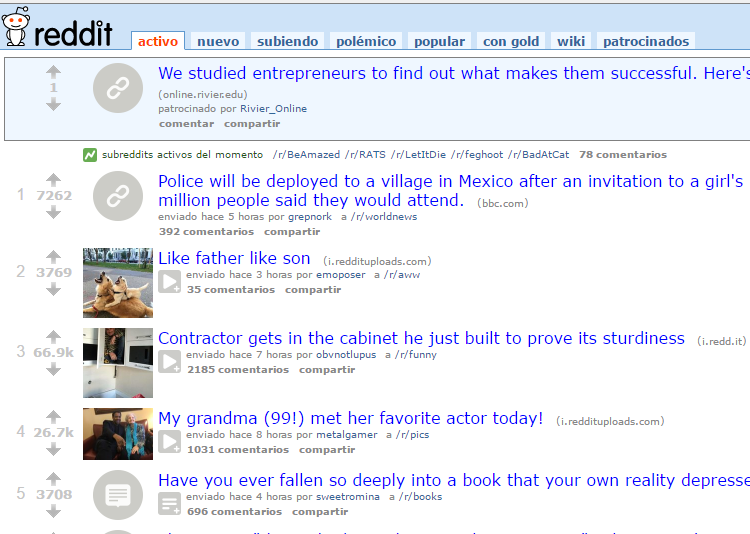 reddit activo nuevo subiendo polémico popular con gold wiki patrocinados
We studied entrepreneurs to find out what makes them successful. Here's
(online.rivier.edu)
1
patrocinado por Rivier_Online
comentar compartir
subreddits activos del momento /r/BeAmazed /r/RATS /r/LetItDie /r/feghoot /r/BadAtCat 78 comentarios
Police will be deployed to a village in Mexico after an invitation to a girl's
1 7262 million people said they would attend. (bbc.com)
enviado hace 5 horas por grepnork a /r/worldnews
392 comentarios compartir
Like father like son (i.reddituploads.com)
2 3769 enviado hace 3 horas por emoposer a /r/aww
35 comentarios compartir
Contractor gets in the cabinet he just built to prove its sturdiness (i.redd.it)
3 66.9k enviado hace 7 horas por obvnotlupus a /r/funny
2185 comentarios compartir
My grandma (99!) met her favorite actor today! (i.reddituploads.com)
4 26.7k enviado hace 8 horas por metalgamer a /r/pics
1031 comentarios compartir
Have you ever fallen so deeply into a book that your own reality depresse
5 3708 enviado hace 4 horas por sweetromina a /r/books
696 comentarios compartir